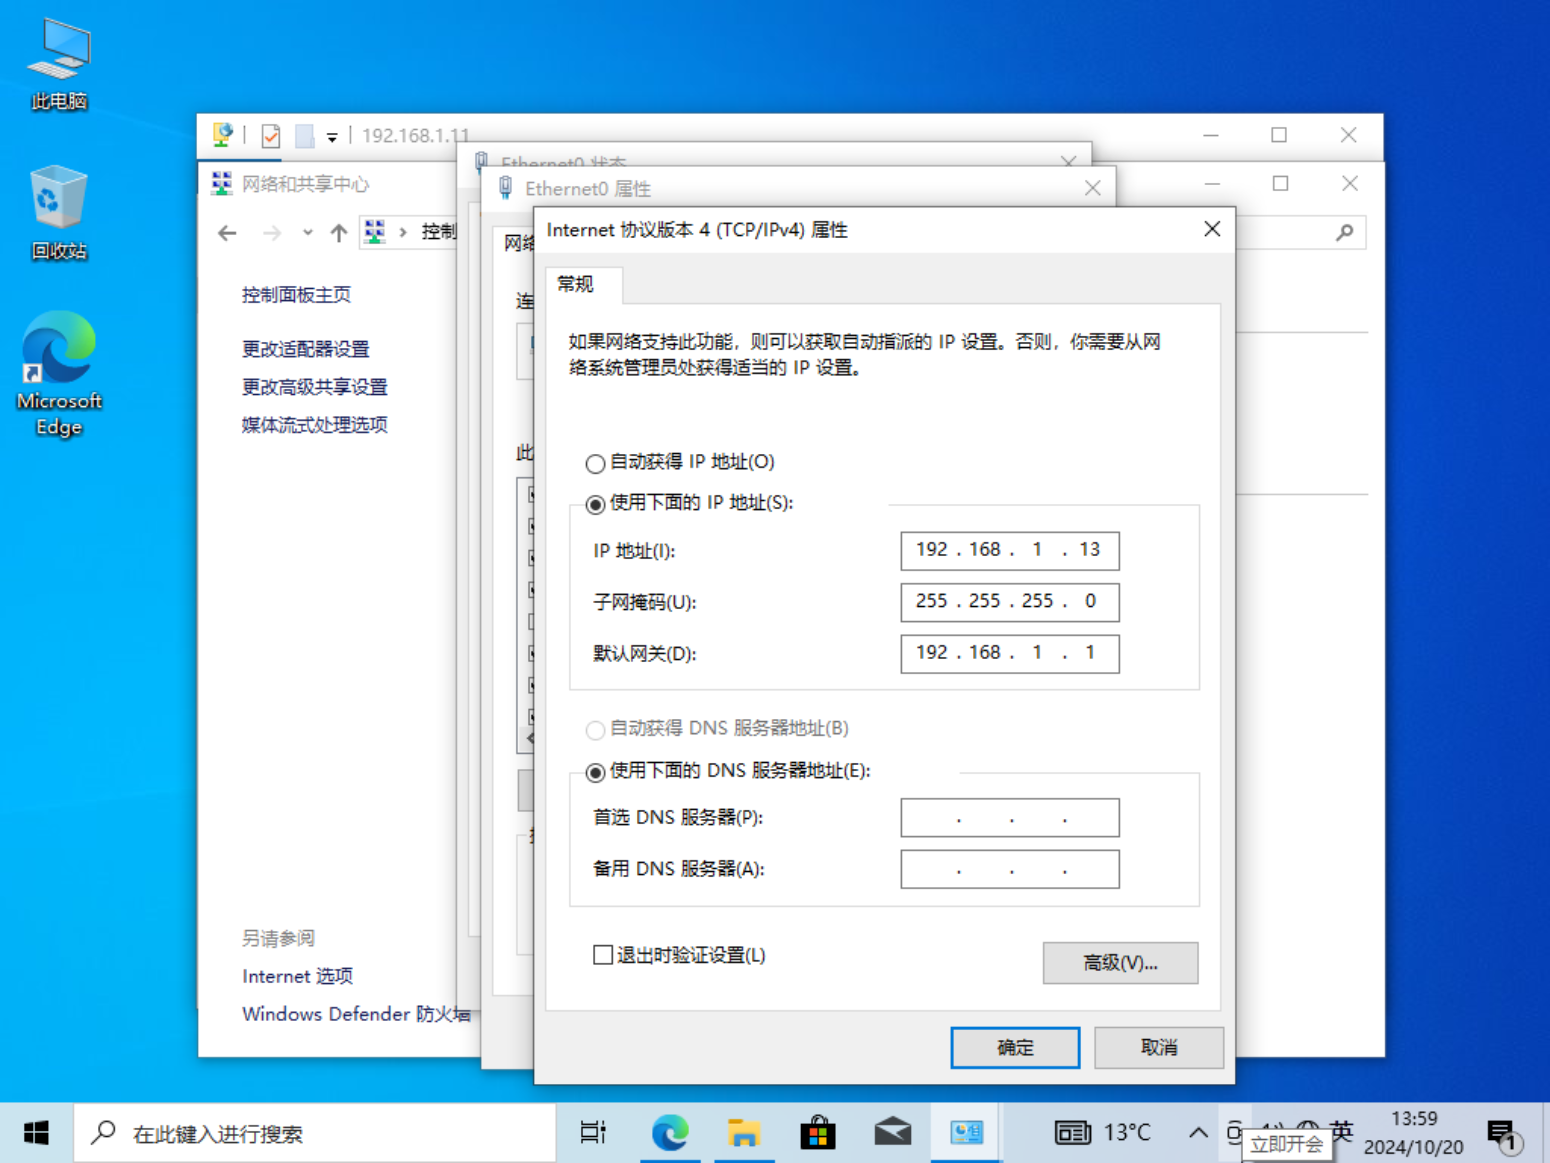 此电脑
回收站
Microsoft
Edge
192.168.1.11
网络和共享中心
控制
控制面板主页
更改适配器设置
更改高级共享设置
媒体流式处理选项
另请参阅
Internet 选项
Windows Defender 防火墙
Ethernet0 状态
Ethernet0 属性
网络
连
此
Internet 协议版本 4 (TCP/IPv4) 属性
常规
如果网络支持此功能，则可以获取自动指派的 IP 设置。否则，你需要从网
络系统管理员处获得适当的 IP 设置。
自动获得 IP 地址(O)
使用下面的 IP 地址(S):
IP 地址(I): 192 . 168 . 1 . 13
子网掩码(U): 255 . 255 . 255 . 0
默认网关(D): 192 . 168 . 1 . 1
自动获得 DNS 服务器地址(B)
使用下面的 DNS 服务器地址(E):
首选 DNS 服务器(P): . . .
备用 DNS 服务器(A): . . .
退出时验证设置(L)
高级(V)...
确定
取消
在此键入进行搜索
13°C
英
13:59
2024/10/20
1
立即开会